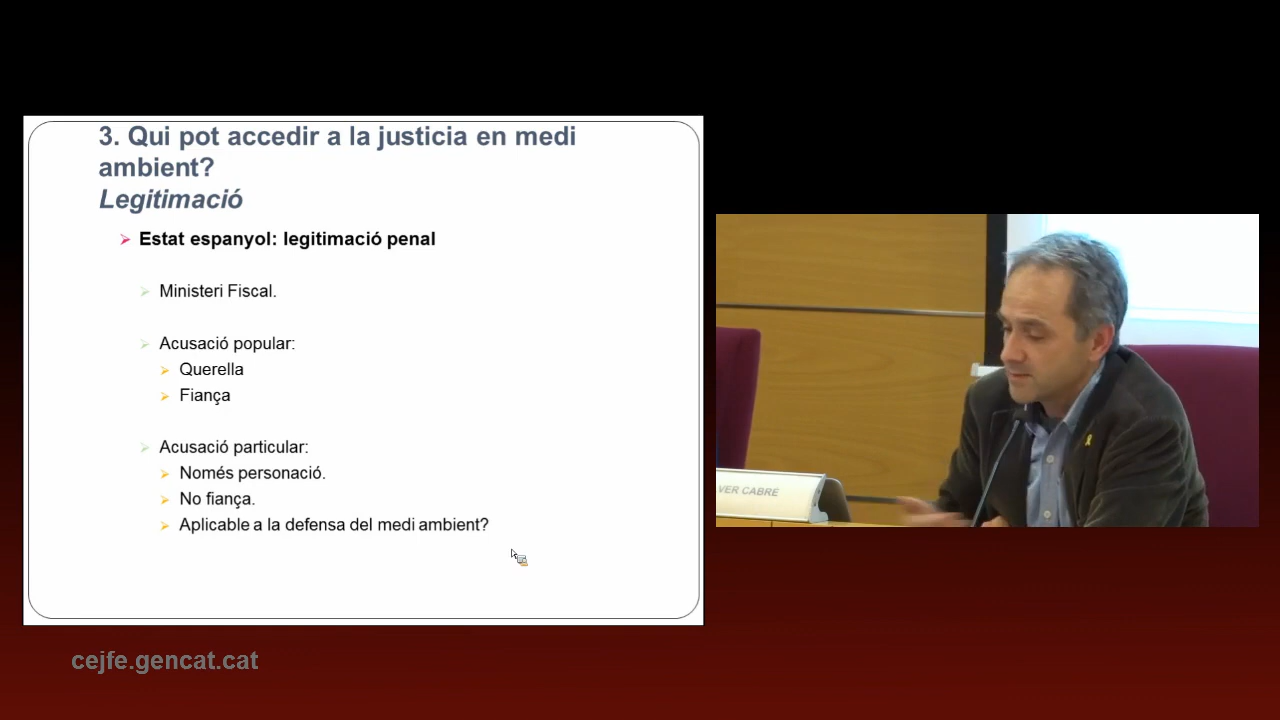 3. Qui pot accedir a la justicia en medi
ambient?
Legitimació
Estat espanyol: legitimació penal
Ministeri Fiscal.
Acusació popular:
Querella
Fiança
Acusació particular:
Només personació.
No fiança.
Aplicable a la defensa del medi ambient?
VER CABRÉ
cejfe.gencat.cat